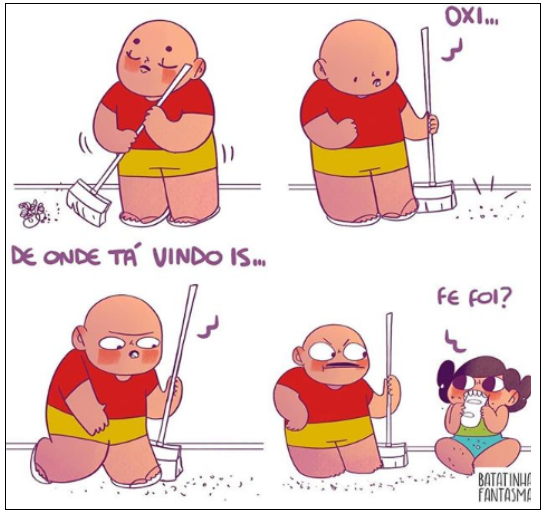 OXI...
DE ONDE TÁ VINDO IS...
FE FOI?
BATATINHA
FANTASMA